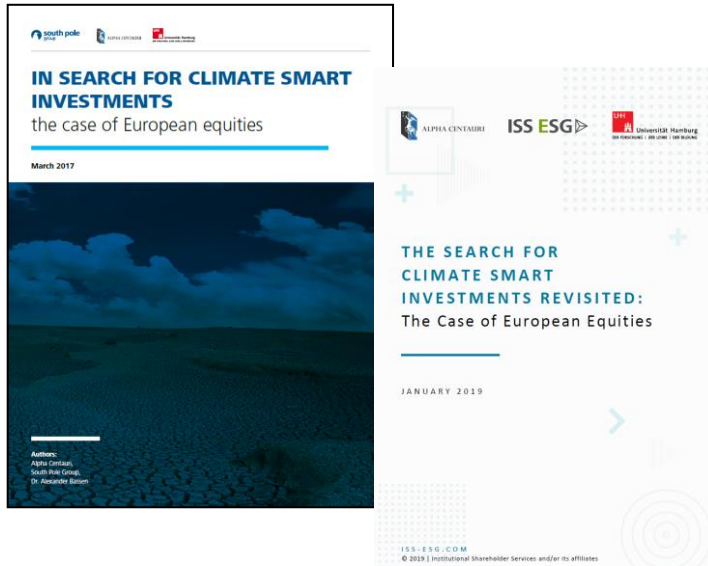 south pole
group
ALPHA CENTAURI
Universität Hamburg
IN SEARCH FOR CLIMATE SMART
INVESTMENTS
the case of European equities
March 2017
Authors:
Alpha Centauri,
South Pole Group,
Dr. Alexander Bassen
ALPHA CENTAURI
ISS ESG
UHH
Universität Hamburg
DER FORSCHUNG | DER LEHRE | DER BILDUNG
THE SEARCH FOR
CLIMATE SMART
INVESTMENTS REVISITED:
The Case of European Equities
JANUARY 2019
ISS-ESG.COM
© 2019 | Institutional Shareholder Services and/or its affiliates